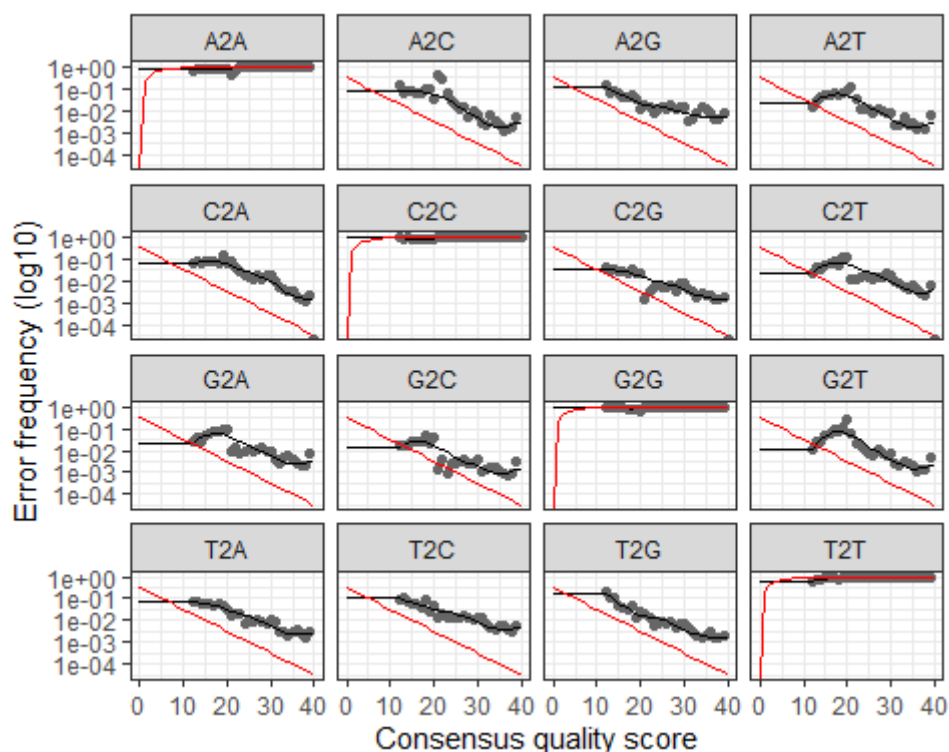 A2A A2C A2G A2T
1e+00
1e-01
1e-02
1e-03
1e-04
C2A C2C C2G C2T
1e+00
1e-01
1e-02
1e-03
1e-04
G2A G2C G2G G2T
1e+00
1e-01
1e-02
1e-03
1e-04
T2A T2C T2G T2T
1e+00
1e-01
1e-02
1e-03
1e-04
0 10 20 30 40 0 10 20 30 40 0 10 20 30 40 0 10 20 30 40
Error frequency (log10)
Consensus quality score